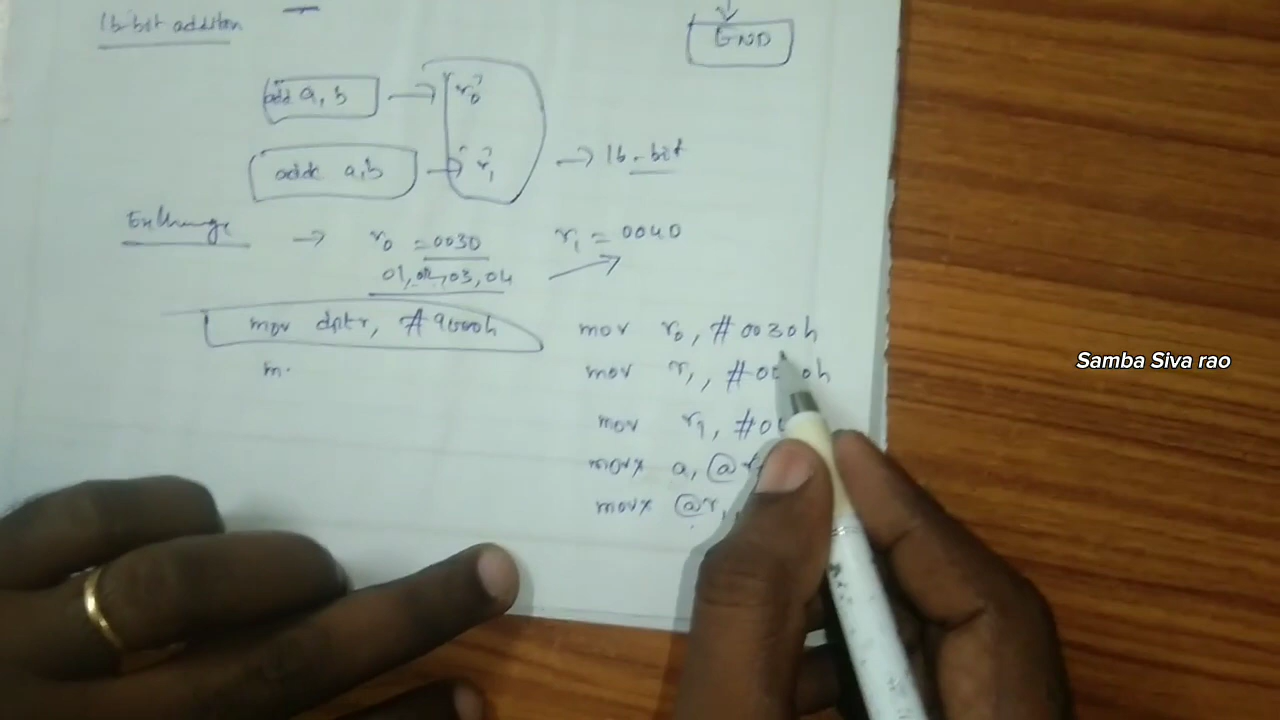 16-bit addition
END
add a, b → r0
addc a,b → r1 → 16-bit
Exchange → r0 = 0030 r1 = 0040
01, 02, 03, 04
mov dptr, #9000h
m.
mov r0, #0030h
mov r1, #00
mov #00
movx a, @r
movx @r1,
Samba Siva rao